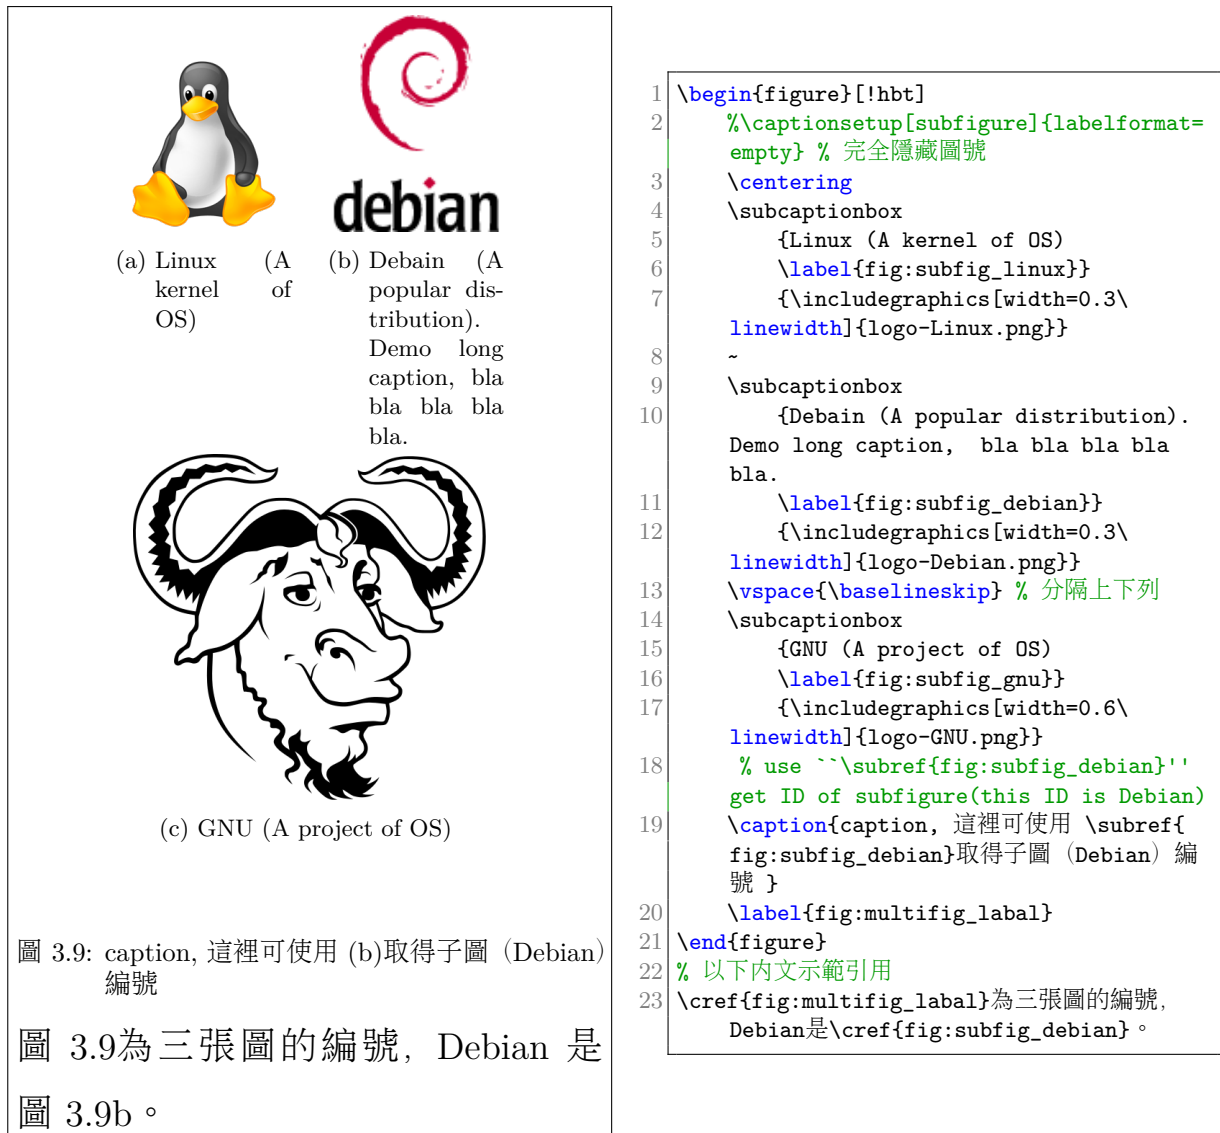 debian
(a) Linux (A
kernel of
OS)
(b) Debain (A
popular dis-
tribution).
Demo long
caption, bla
bla bla bla
bla.
(c) GNU (A project of OS)
圖 3.9: caption, 這裡可使用 (b)取得子圖（Debian）
編號
圖 3.9為三張圖的編號, Debian 是
圖 3.9b。
1 \begin{figure}[!hbt]
2 %\captionsetup[subfigure]{labelformat=
empty} % 完全隱藏圖號
3 \centering
4 \subcaptionbox
5 {Linux (A kernel of OS)
6 \label{fig:subfig_linux}}
7 {\includegraphics[width=0.3\
linewidth]{logo-Linux.png}}
8 ~
9 \subcaptionbox
10 {Debain (A popular distribution).
Demo long caption, bla bla bla bla
bla.
11 \label{fig:subfig_debian}}
12 {\includegraphics[width=0.3\
linewidth]{logo-Debian.png}}
13 \vspace{\baselineskip} % 分隔上下列
14 \subcaptionbox
15 {GNU (A project of OS)
16 \label{fig:subfig_gnu}}
17 {\includegraphics[width=0.6\
linewidth]{logo-GNU.png}}
18 % use ``\subref{fig:subfig_debian}''
get ID of subfigure(this ID is Debian)
19 \caption{caption, 這裡可使用 \subref{
fig:subfig_debian}取得子圖（Debian）編
號 }
20 \label{fig:multifig_labal}
21 \end{figure}
22 % 以下內文示範引用
23 \cref{fig:multifig_labal}為三張圖的編號,
Debian是\cref{fig:subfig_debian}。